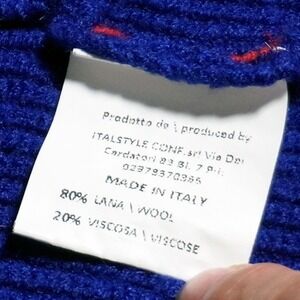 Prodotto da \ produced by
ITALSTYLE CONF.srl Via Dei
Cardatori 83 Bl. 7 P.I.
MADE IN ITALY
80% LANA \ WOOL
20% VISCOSA \ VISCOSE